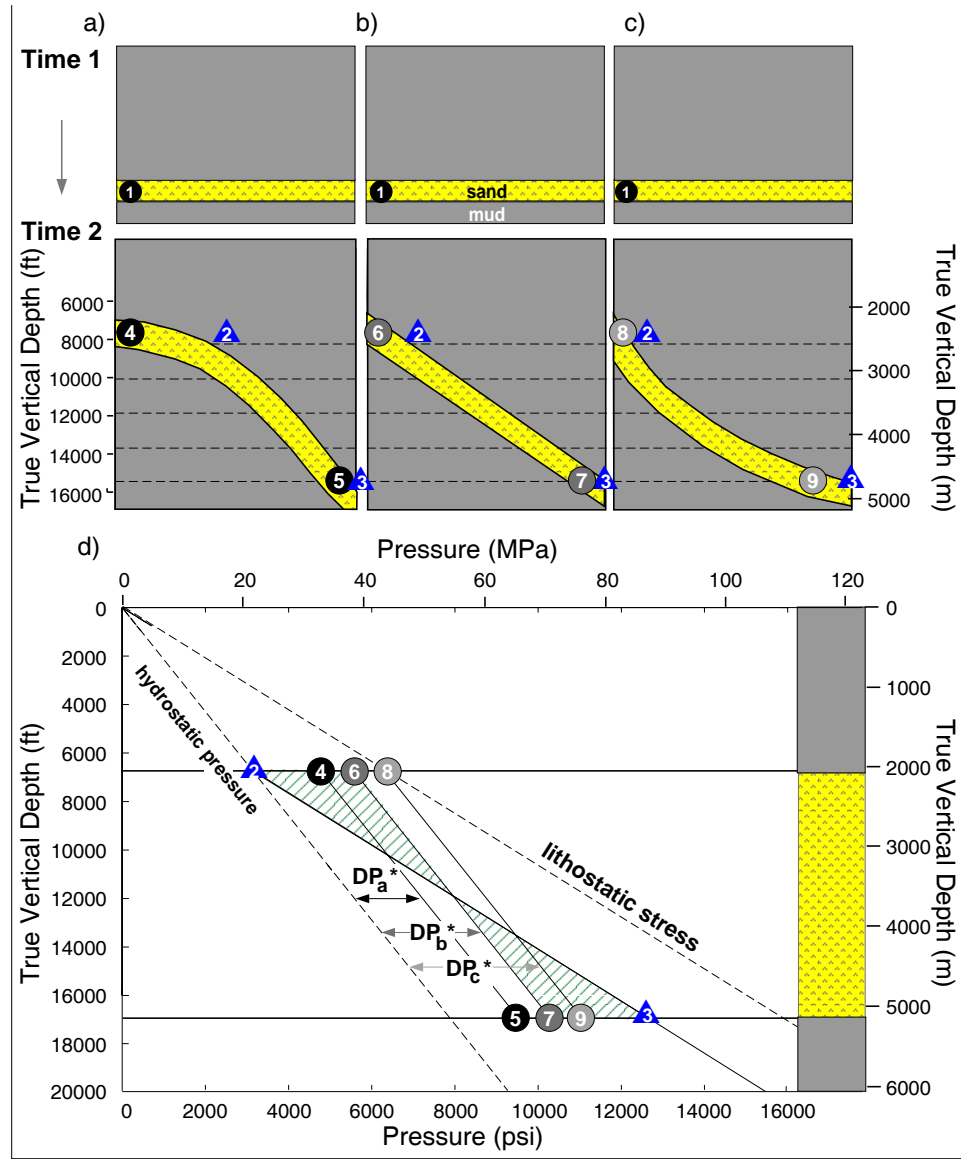 a) b) c)
Time 1
1 1 1
sand
mud
Time 2
True Vertical Depth (ft)
6000
8000
10000
12000
14000
16000
4 2 6 2 8 2
5 3 7 3 9 3
2000
3000
4000
5000
True Vertical Depth (m)
d)
Pressure (MPa)
0 20 40 60 80 100 120
True Vertical Depth (ft)
0
2000
4000
6000
8000
10000
12000
14000
16000
18000
20000
hydrostatic pressure
2 4 6 8
lithostatic stress
DPa*
DPb*
DPc*
5 7 9 3
0
1000
2000
3000
4000
5000
6000
True Vertical Depth (m)
0 2000 4000 6000 8000 10000 12000 14000 16000
Pressure (psi)